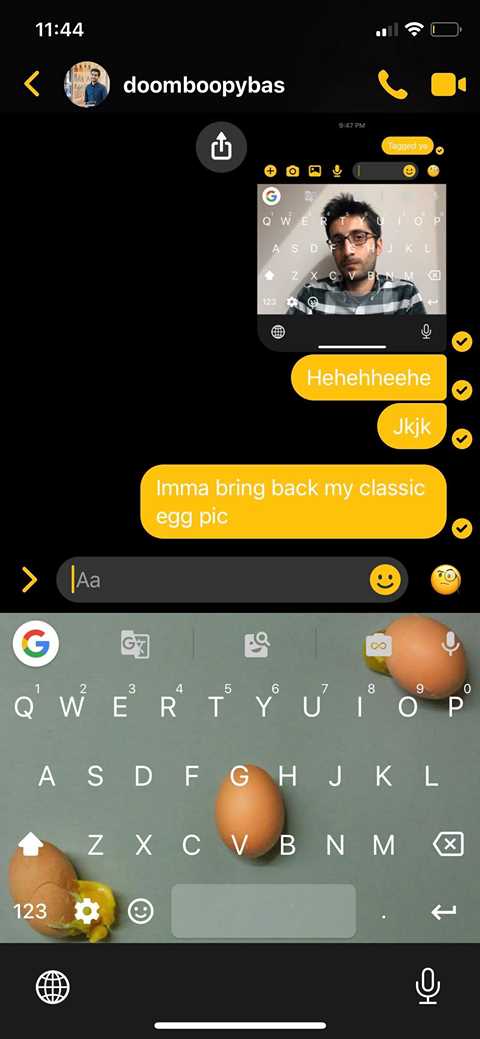 11:44
doomboopybas
9:47 PM
Tagged ya
Q W E R T Y U I O P
A S D F G H J K L
Z X C V B N M
123
Hehehheehe
Jkjk
Imma bring back my classic
egg pic
Aa
G
1 2 3 4 5 6 7 8 9 0
Q W E R T Y U I O P
A S D F G H J K L
Z X C V B N M
123 .